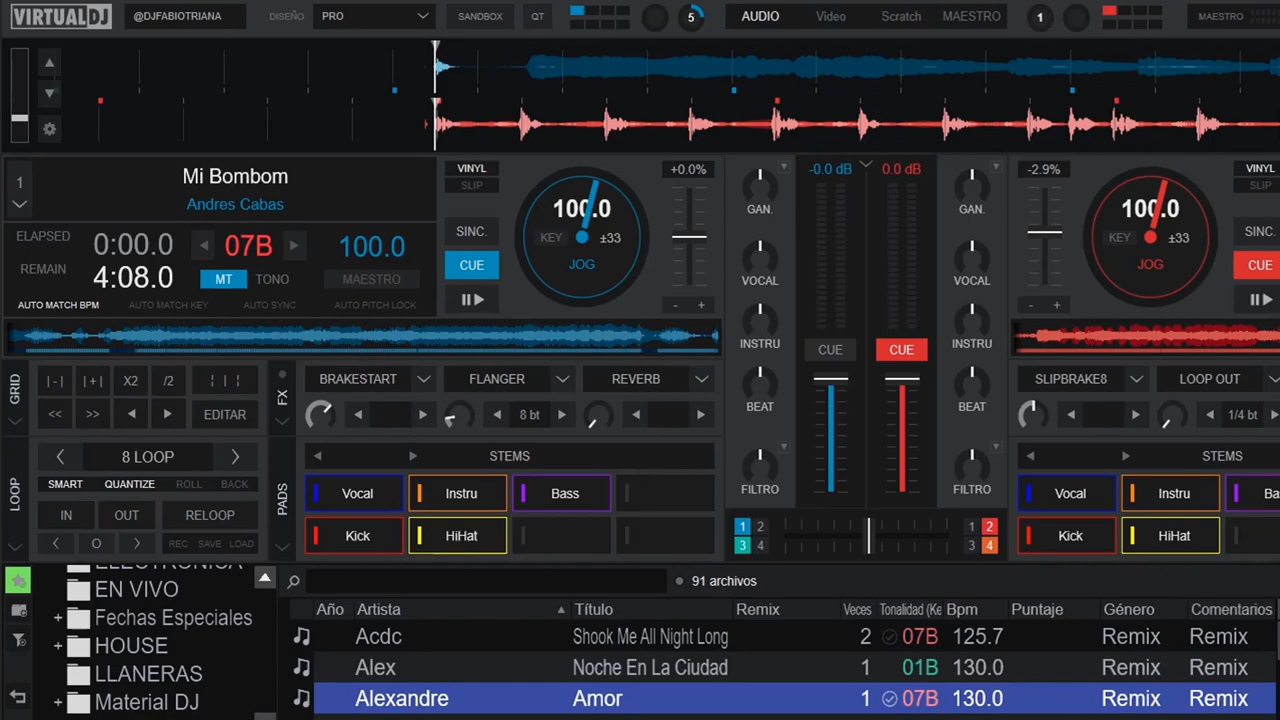 VIRTUALDJ @DJFABIOTRIANA DISEÑO PRO SANDBOX QT 5 AUDIO Video Scratch MAESTRO 1 MAESTRO
1 Mi Bombom
Andres Cabas
ELAPSED 0:00.0 07B 100.0
REMAIN 4:08.0 MT TONO MAESTRO
AUTO MATCH BPM AUTO MATCH KEY AUTO SYNC AUTO PITCH LOCK
VINYL
SLIP
SINC.
CUE
+0.0%
100.0
KEY ±33
JOG
- +
GAN.
VOCAL
INSTRU
BEAT
FILTRO
-0.0 dB 0.0 dB
CUE CUE
1 2
3 4
1 2
3 4
GAN.
VOCAL
INSTRU
BEAT
FILTRO
-2.9%
100.0
KEY ±33
JOG
- +
VINYL
SLIP
SINC.
CUE
GRID |-| |+| X2 /2
<< >> EDITAR
LOOP 8 LOOP
SMART QUANTIZE ROLL BACK
IN OUT RELOOP
< O > REC SAVE LOAD
FX BRAKESTART FLANGER REVERB
8 bt
PADS STEMS
Vocal Instru Bass
Kick HiHat
SLIPBRAKE8 LOOP OUT
1/4 bt
STEMS
Vocal Instru Ba
Kick HiHat
ELECTRONICA
EN VIVO
+ Fechas Especiales
+ HOUSE
LLANERAS
+ Material DJ
91 archivos
Año Artista Título Remix Veces Tonalidad (Ke Bpm Puntaje Género Comentarios
Acdc Shook Me All Night Long 2 07B 125.7 Remix Remix
Alex Noche En La Ciudad 1 01B 130.0 Remix Remix
Alexandre Amor 1 07B 130.0 Remix Remix